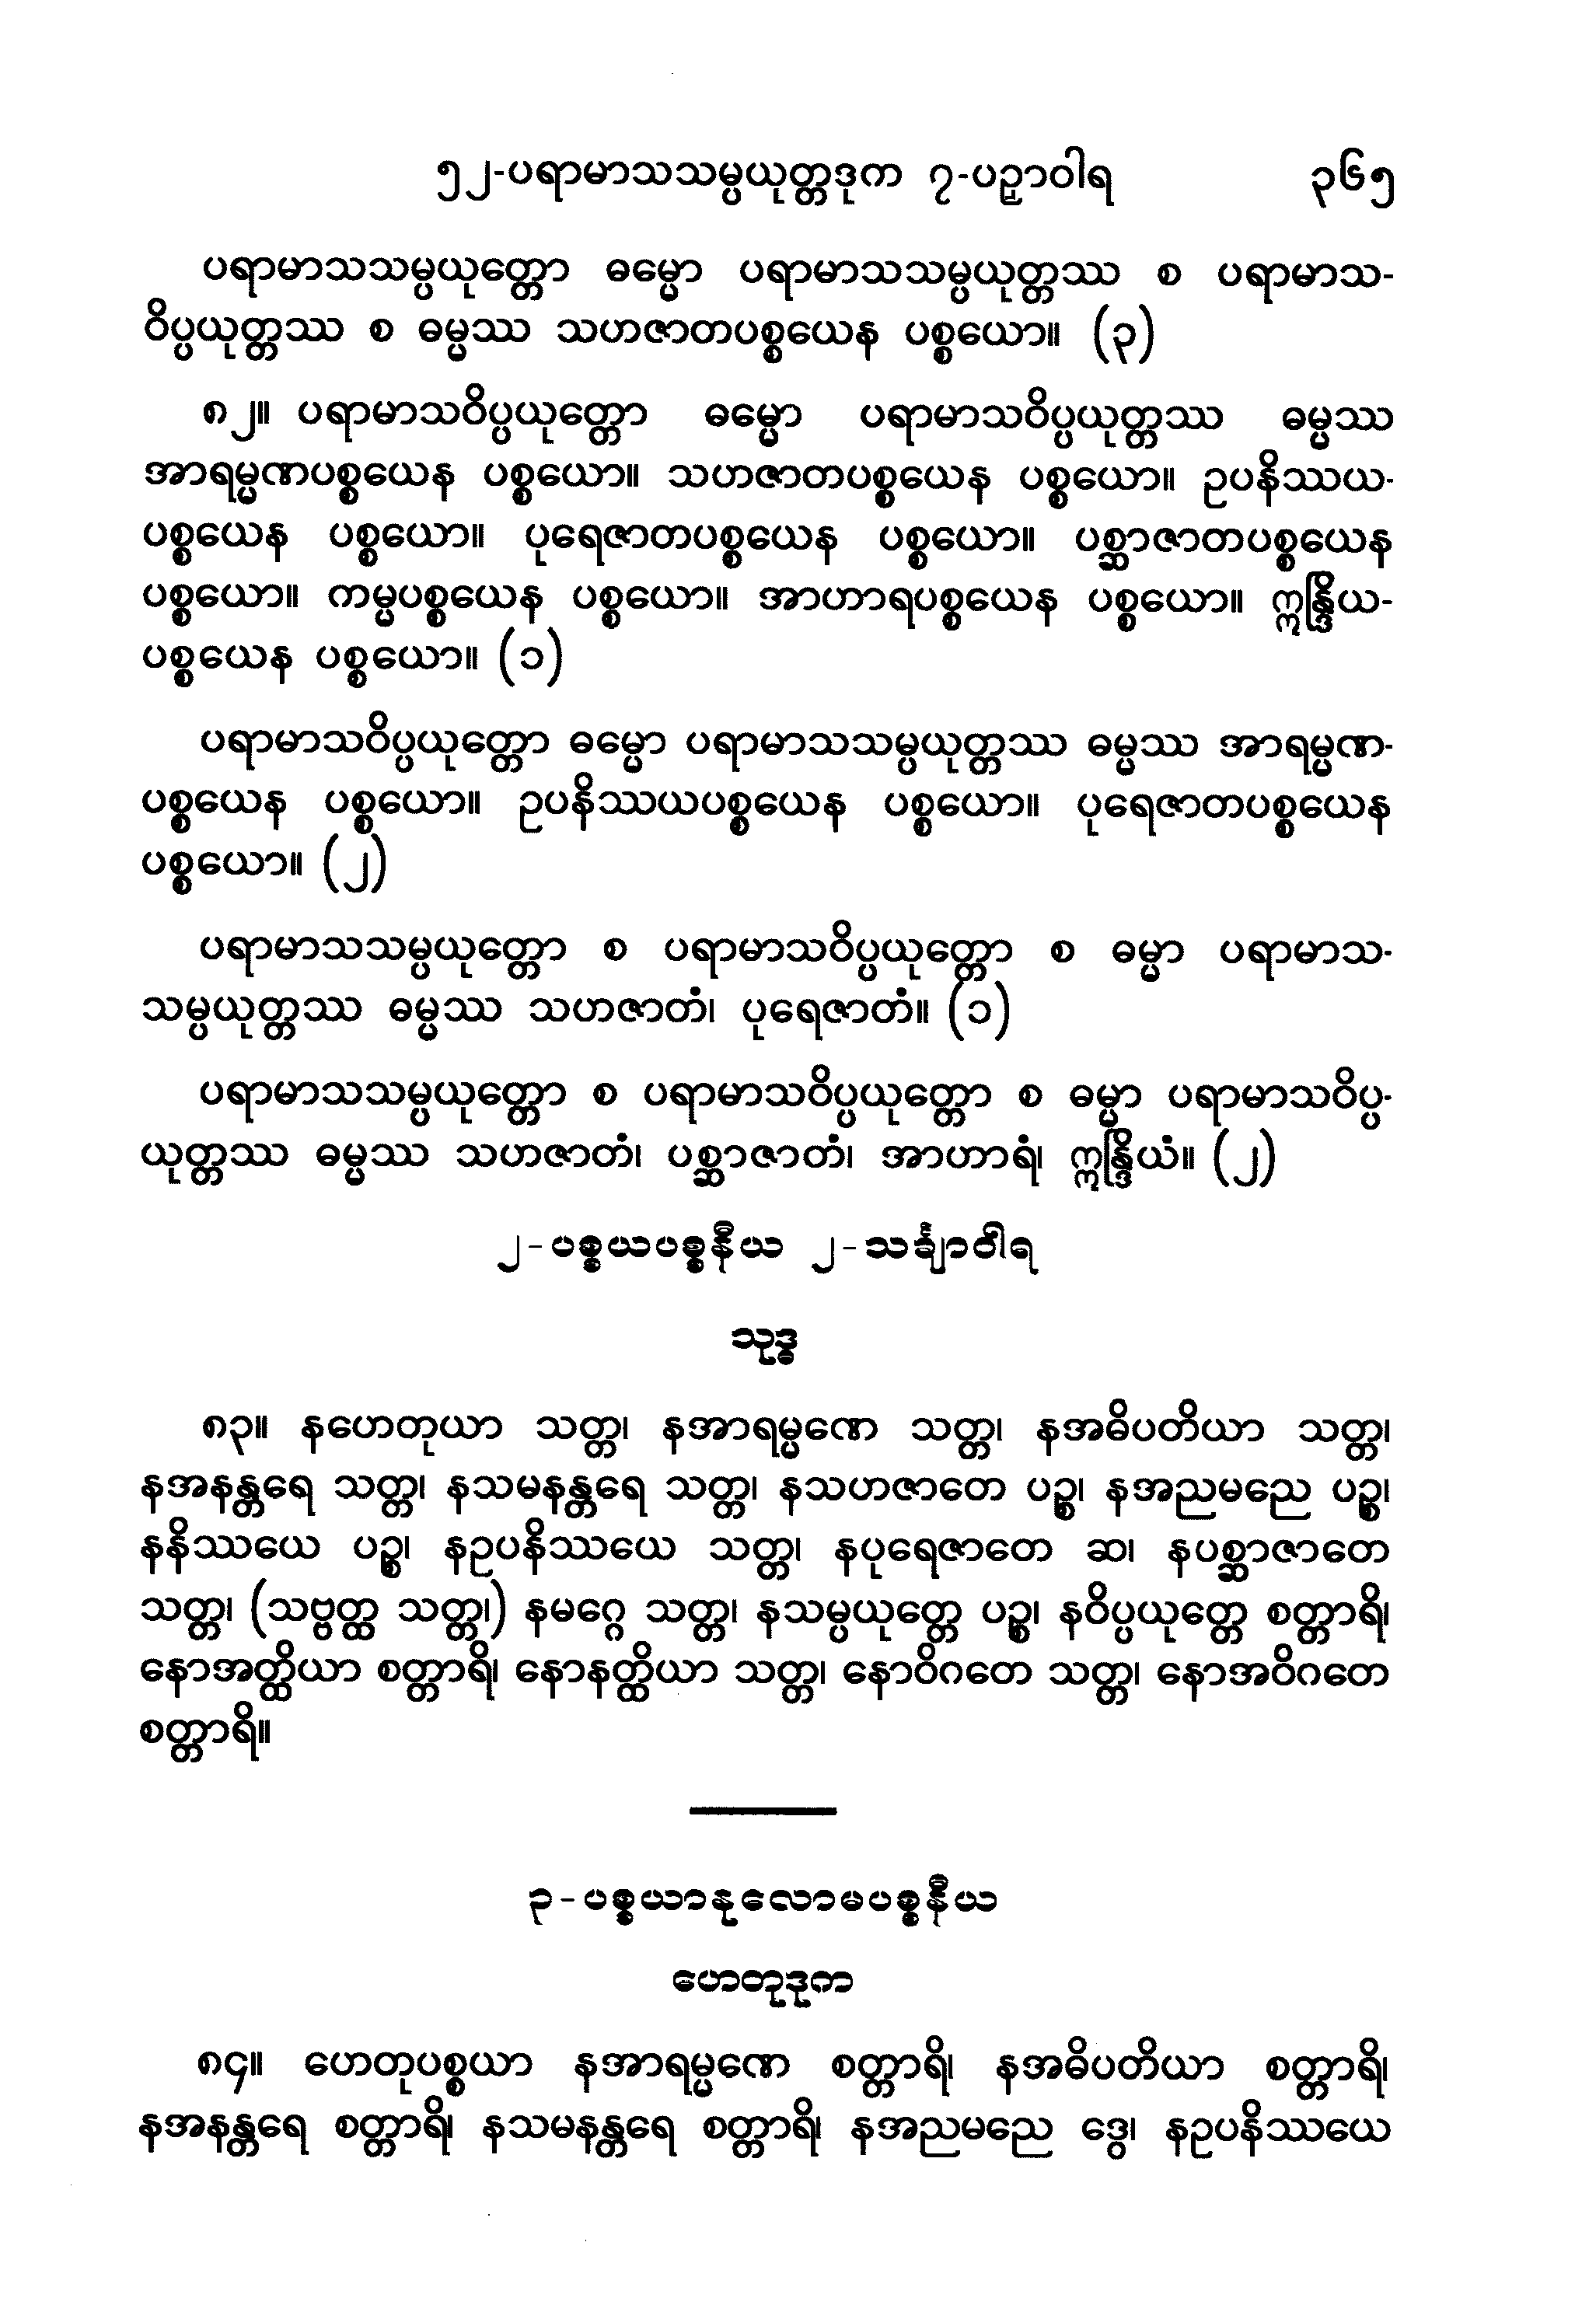 ၅၂-ပရာမာသသမ္ပယုတ္တဒုက ၇-ပဉှာဝါရ ၃၆၅
ပရာမာသသမ္ပယုတ္တော ဓမ္မော ပရာမာသသမ္ပယုတ္တဿ စ ပရာမာသ-
ဝိပ္ပယုတ္တဿ စ ဓမ္မဿ သဟဇာတပစ္စယေန ပစ္စယော။ (၃)
၈၂။ ပရာမာသဝိပ္ပယုတ္တော ဓမ္မော ပရာမာသဝိပ္ပယုတ္တဿ ဓမ္မဿ
အာရမ္မဏပစ္စယေန ပစ္စယော။ သဟဇာတပစ္စယေန ပစ္စယော။ ဥပနိဿယ-
ပစ္စယေန ပစ္စယော။ ပုရေဇာတပစ္စယေန ပစ္စယော။ ပစ္ဆာဇာတပစ္စယေန
ပစ္စယော။ ကမ္မပစ္စယေန ပစ္စယော။ အာဟာရပစ္စယေန ပစ္စယော။ ဣန္ဒြိယ-
ပစ္စယေန ပစ္စယော။ (၁)
ပရာမာသဝိပ္ပယုတ္တော ဓမ္မော ပရာမာသသမ္ပယုတ္တဿ ဓမ္မဿ အာရမ္မဏ-
ပစ္စယေန ပစ္စယော။ ဥပနိဿယပစ္စယေန ပစ္စယော။ ပုရေဇာတပစ္စယေန
ပစ္စယော။ (၂)
ပရာမာသသမ္ပယုတ္တော စ ပရာမာသဝိပ္ပယုတ္တော စ ဓမ္မာ ပရာမာသ-
သမ္ပယုတ္တဿ ဓမ္မဿ သဟဇာတံ၊ ပုရေဇာတံ။ (၁)
ပရာမာသသမ္ပယုတ္တော စ ပရာမာသဝိပ္ပယုတ္တော စ ဓမ္မာ ပရာမာသဝိပ္ပ-
ယုတ္တဿ ဓမ္မဿ သဟဇာတံ၊ ပစ္ဆာဇာတံ၊ အာဟာရံ၊ ဣန္ဒြိယံ။ (၂)
၂-ပစ္စယပစ္စနီယ ၂-သင်္ချာဝါရ
သုဒ္ဓ
၈၃။ နဟေတုယာ သတ္တ၊ နအာရမ္မဏေ သတ္တ၊ နအဓိပတိယာ သတ္တ၊
နအနန္တရေ သတ္တ၊ နသမနန္တရေ သတ္တ၊ နသဟဇာတေ ပဉ္စ၊ နအညမညေ ပဉ္စ၊
နနိဿယေ ပဉ္စ၊ နဥပနိဿယေ သတ္တ၊ နပုရေဇာတေ ဆ၊ နပစ္ဆာဇာတေ
သတ္တ၊ (သဗ္ဗတ္ထ သတ္တ၊) နမဂ္ဂေ သတ္တ၊ နသမ္ပယုတ္တေ ပဉ္စ၊ နဝိပ္ပယုတ္တေ စတ္တာရိ၊
နောအတ္ထိယာ စတ္တာရိ၊ နောနတ္ထိယာ သတ္တ၊ နောဝိဂတေ သတ္တ၊ နောအဝိဂတေ
စတ္တာရိ။
၃-ပစ္စယာနုလောမပစ္စနီယ
ဟေတုဒုက
၈၄။ ဟေတုပစ္စယာ နအာရမ္မဏေ စတ္တာရိ၊ နအဓိပတိယာ စတ္တာရိ၊
နအနန္တရေ စတ္တာရိ၊ နသမနန္တရေ စတ္တာရိ၊ နအညမညေ ဒွေ၊ နဥပနိဿယေ